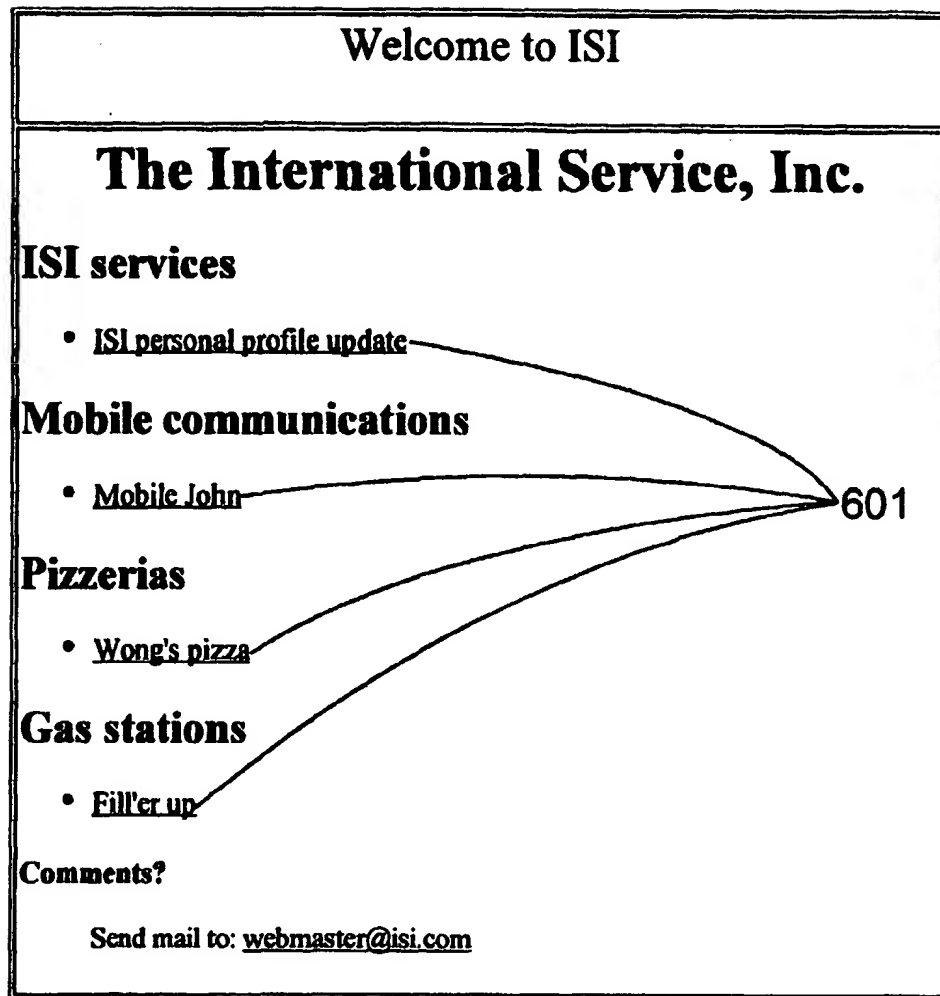 Welcome to ISI
The International Service, Inc.
ISI services
• ISI personal profile update
Mobile communications
• Mobile John
601
Pizzerias
• Wong's pizza
Gas stations
• Fill'er up
Comments?
Send mail to: webmaster@isi.com